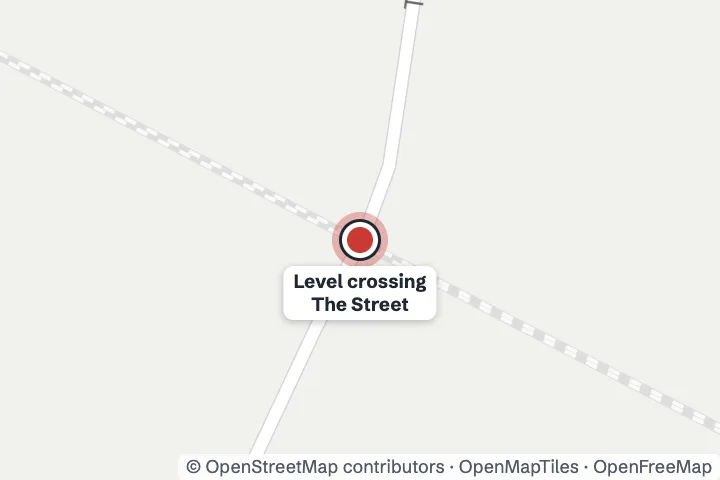 Level crossing
The Street
© OpenStreetMap contributors · OpenMapTiles · OpenFreeMap